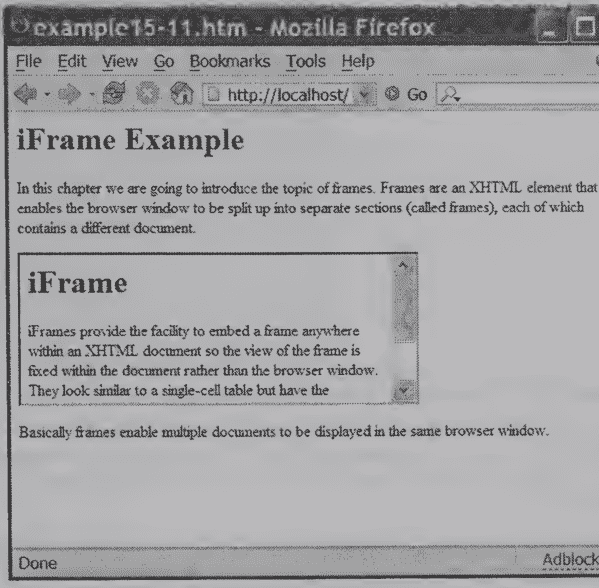 example15-11.htm - Mozilla Firefox
File Edit View Go Bookmarks Tools Help
http://localhost/ Go
iFrame Example
In this chapter we are going to introduce the topic of frames. Frames are an XHTML element that
enables the browser window to be split up into separate sections (called frames), each of which
contains a different document.
iFrame
iFrames provide the facility to embed a frame anywhere
within an XHTML document so the view of the frame is
fixed within the document rather than the browser window.
They look similar to a single-cell table but have the
Basically frames enable multiple documents to be displayed in the same browser window.
Done Adblock